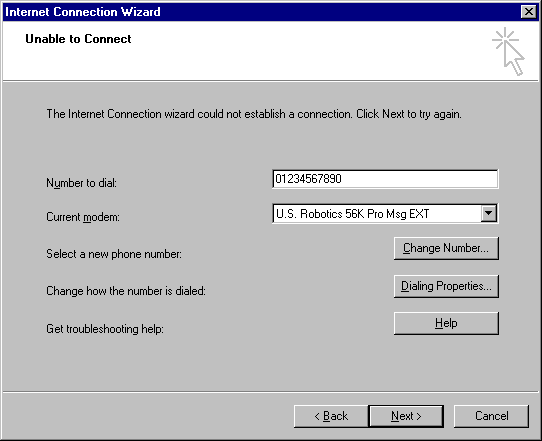 Internet Connection Wizard
Unable to Connect
The Internet Connection wizard could not establish a connection. Click Next to try again.
Number to dial:
01234567890
Current modem:
U.S. Robotics 56K Pro Msg EXT
Select a new phone number:
Change Number...
Change how the number is dialed:
Dialing Properties...
Get troubleshooting help:
Help
< Back
Next >
Cancel